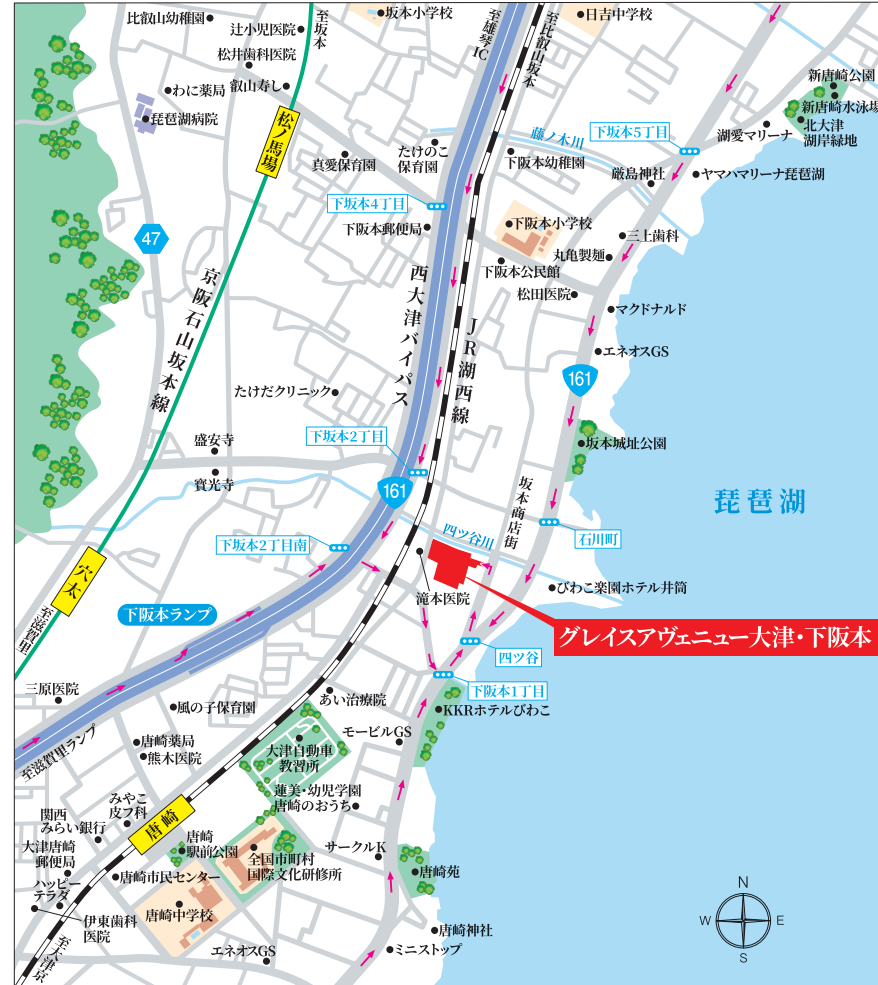 比叡山幼稚園
辻小児医院
至坂本
坂本小学校
至雄琴IC
至比叡山坂本
日吉中学校
松井歯科医院
わに薬局
叡山寿し
琵琶湖病院
松ノ馬場
真愛保育園
たけのこ
保育園
藤ノ木川
下阪本幼稚園
下坂本5丁目
新唐崎公園
新唐崎水泳場
湖愛マリーナ
北大津
湖岸緑地
厳島神社
ヤマハマリーナ琵琶湖
下坂本4丁目
下阪本郵便局
下阪本小学校
三上歯科
丸亀製麺
下阪本公民館
松田医院
47
京阪石山坂本線
西大津バイパス
JR湖西線
マクドナルド
エネオスGS
161
たけだクリニック
下坂本2丁目
盛安寺
寳光寺
坂本城址公園
161
坂本商店街
琵琶湖
石川町
下坂本2丁目南
四ツ谷川
滝本医院
びわこ楽園ホテル井筒
穴太
至滋賀里
下阪本ランプ
グレイスアヴェニュー大津・下阪本
四ツ谷
下阪本1丁目
三原医院
風の子保育園
あい治療院
KKRホテルびわこ
至滋賀里ランプ
唐崎薬局
熊木医院
モービルGS
大津自動車
教習所
蓮美・幼児学園
唐崎のおうち
みやこ
皮フ科
関西
みらい銀行
唐崎
大津唐崎
郵便局
唐崎
駅前公園
サークルK
全国市町村
国際文化研修所
唐崎苑
ハッピー
テラダ
唐崎市民センター
伊東歯科
医院
唐崎中学校
至大津京
エネオスGS
唐崎神社
ミニストップ
N
W
E
S